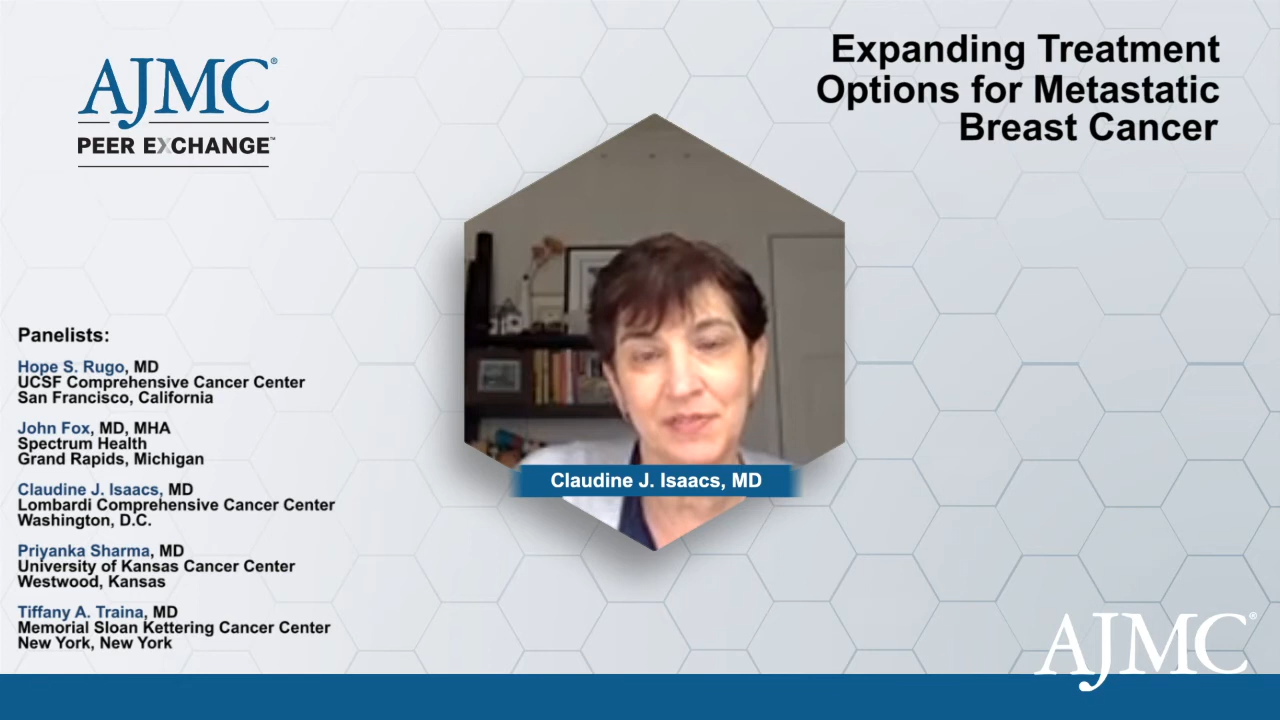 AJMC®
PEER EXCHANGE™
Expanding Treatment
Options for Metastatic
Breast Cancer
Panelists:
Hope S. Rugo, MD
UCSF Comprehensive Cancer Center
San Francisco, California
John Fox, MD, MHA
Spectrum Health
Grand Rapids, Michigan
Claudine J. Isaacs, MD
Lombardi Comprehensive Cancer Center
Washington, D.C.
Priyanka Sharma, MD
University of Kansas Cancer Center
Westwood, Kansas
Tiffany A. Traina, MD
Memorial Sloan Kettering Cancer Center
New York, New York
Claudine J. Isaacs, MD
AJMC®